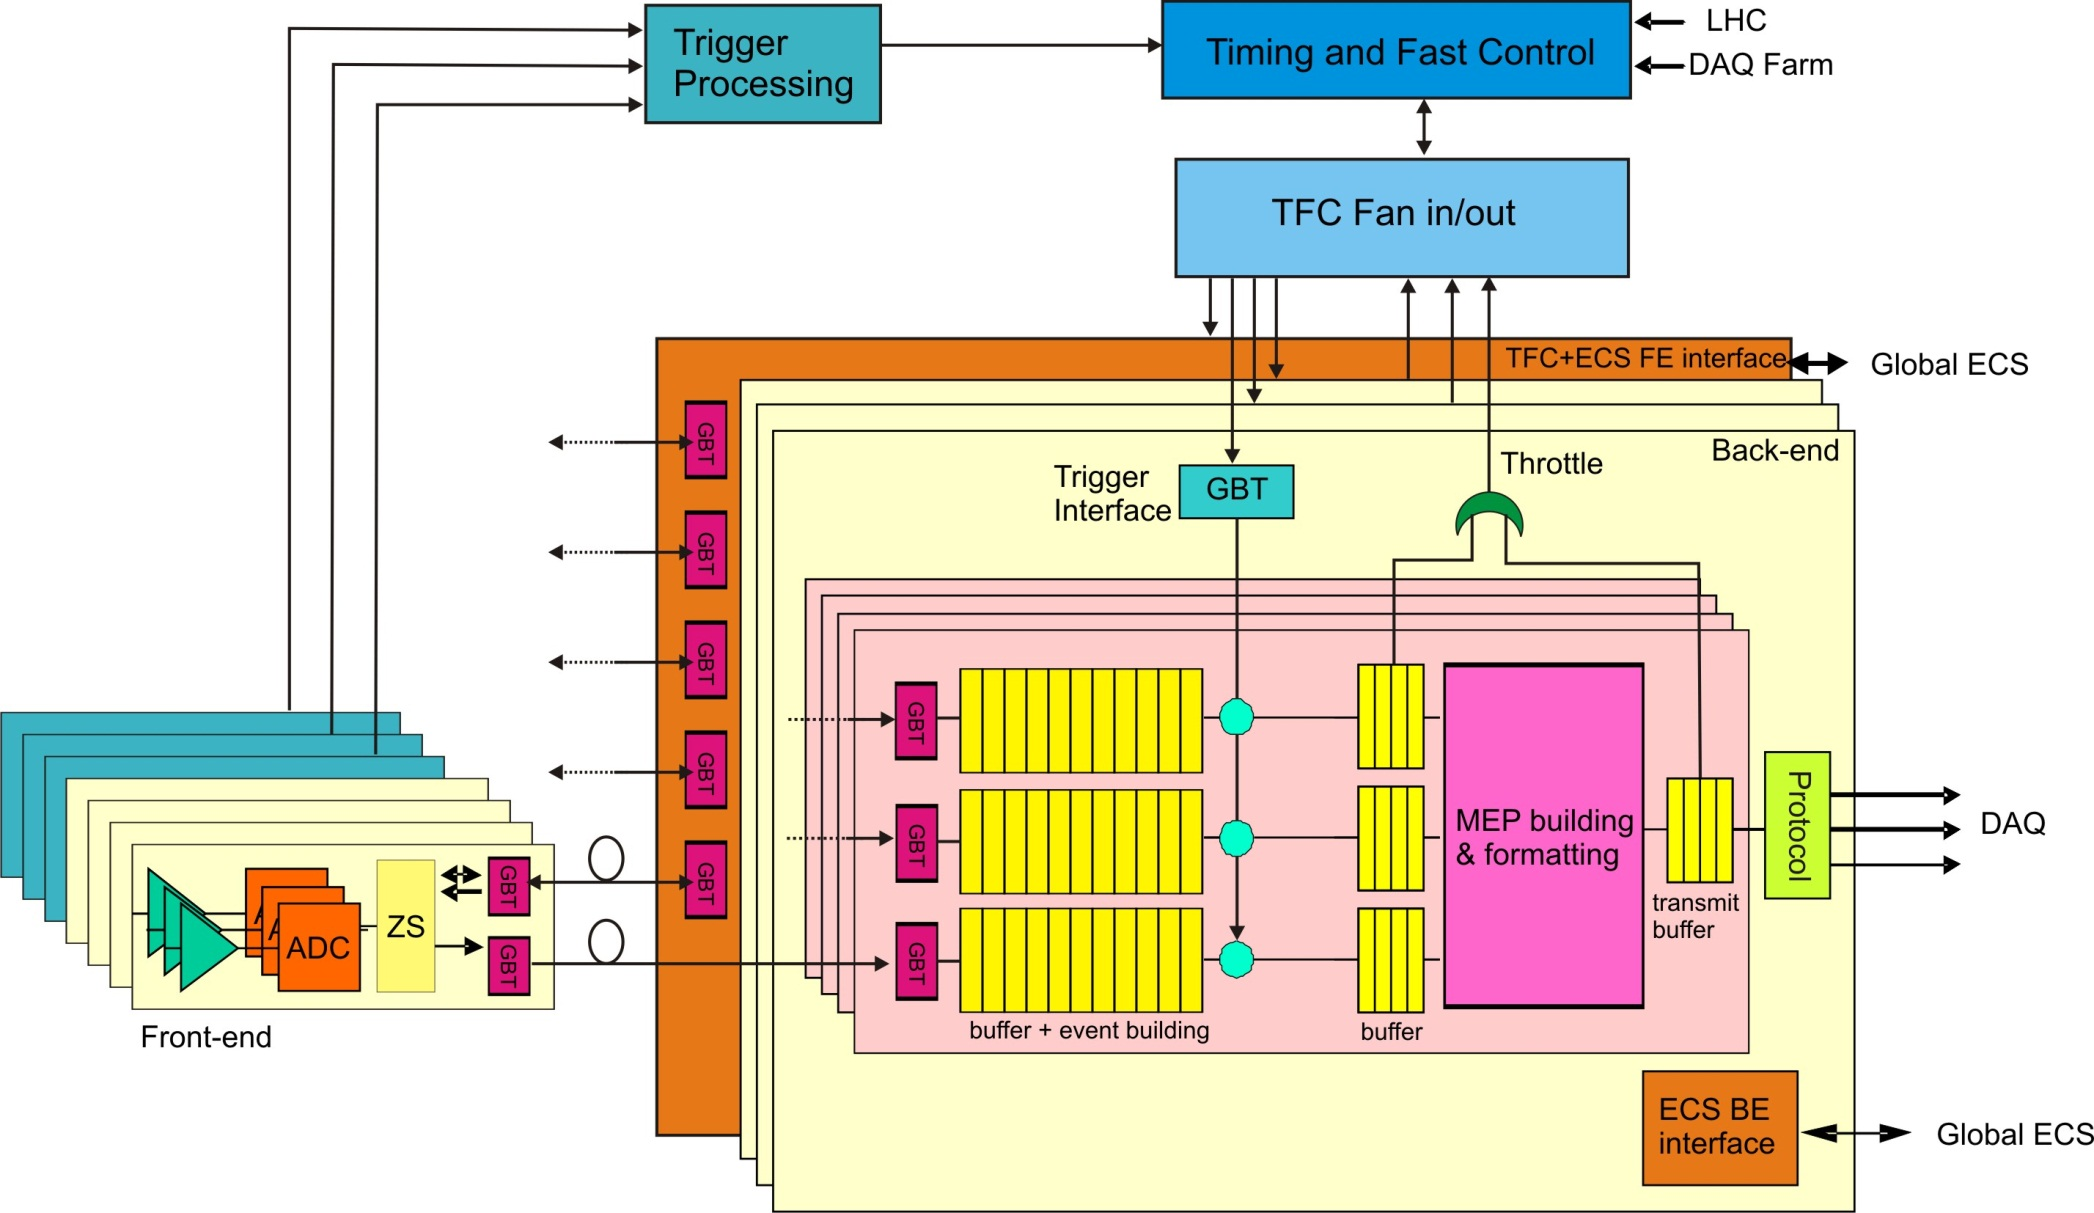 Trigger
Processing
Timing and Fast Control
LHC
DAQ Farm
TFC Fan in/out
TFC+ECS FE interface
Global ECS
Back-end
Throttle
Trigger
Interface
GBT
GBT
GBT
GBT
GBT
GBT
GBT
GBT
GBT
MEP building
& formatting
transmit
buffer
Protocol
DAQ
buffer + event building
buffer
A
A
ADC
ZS
GBT
GBT
Front-end
ECS BE
interface
Global ECS